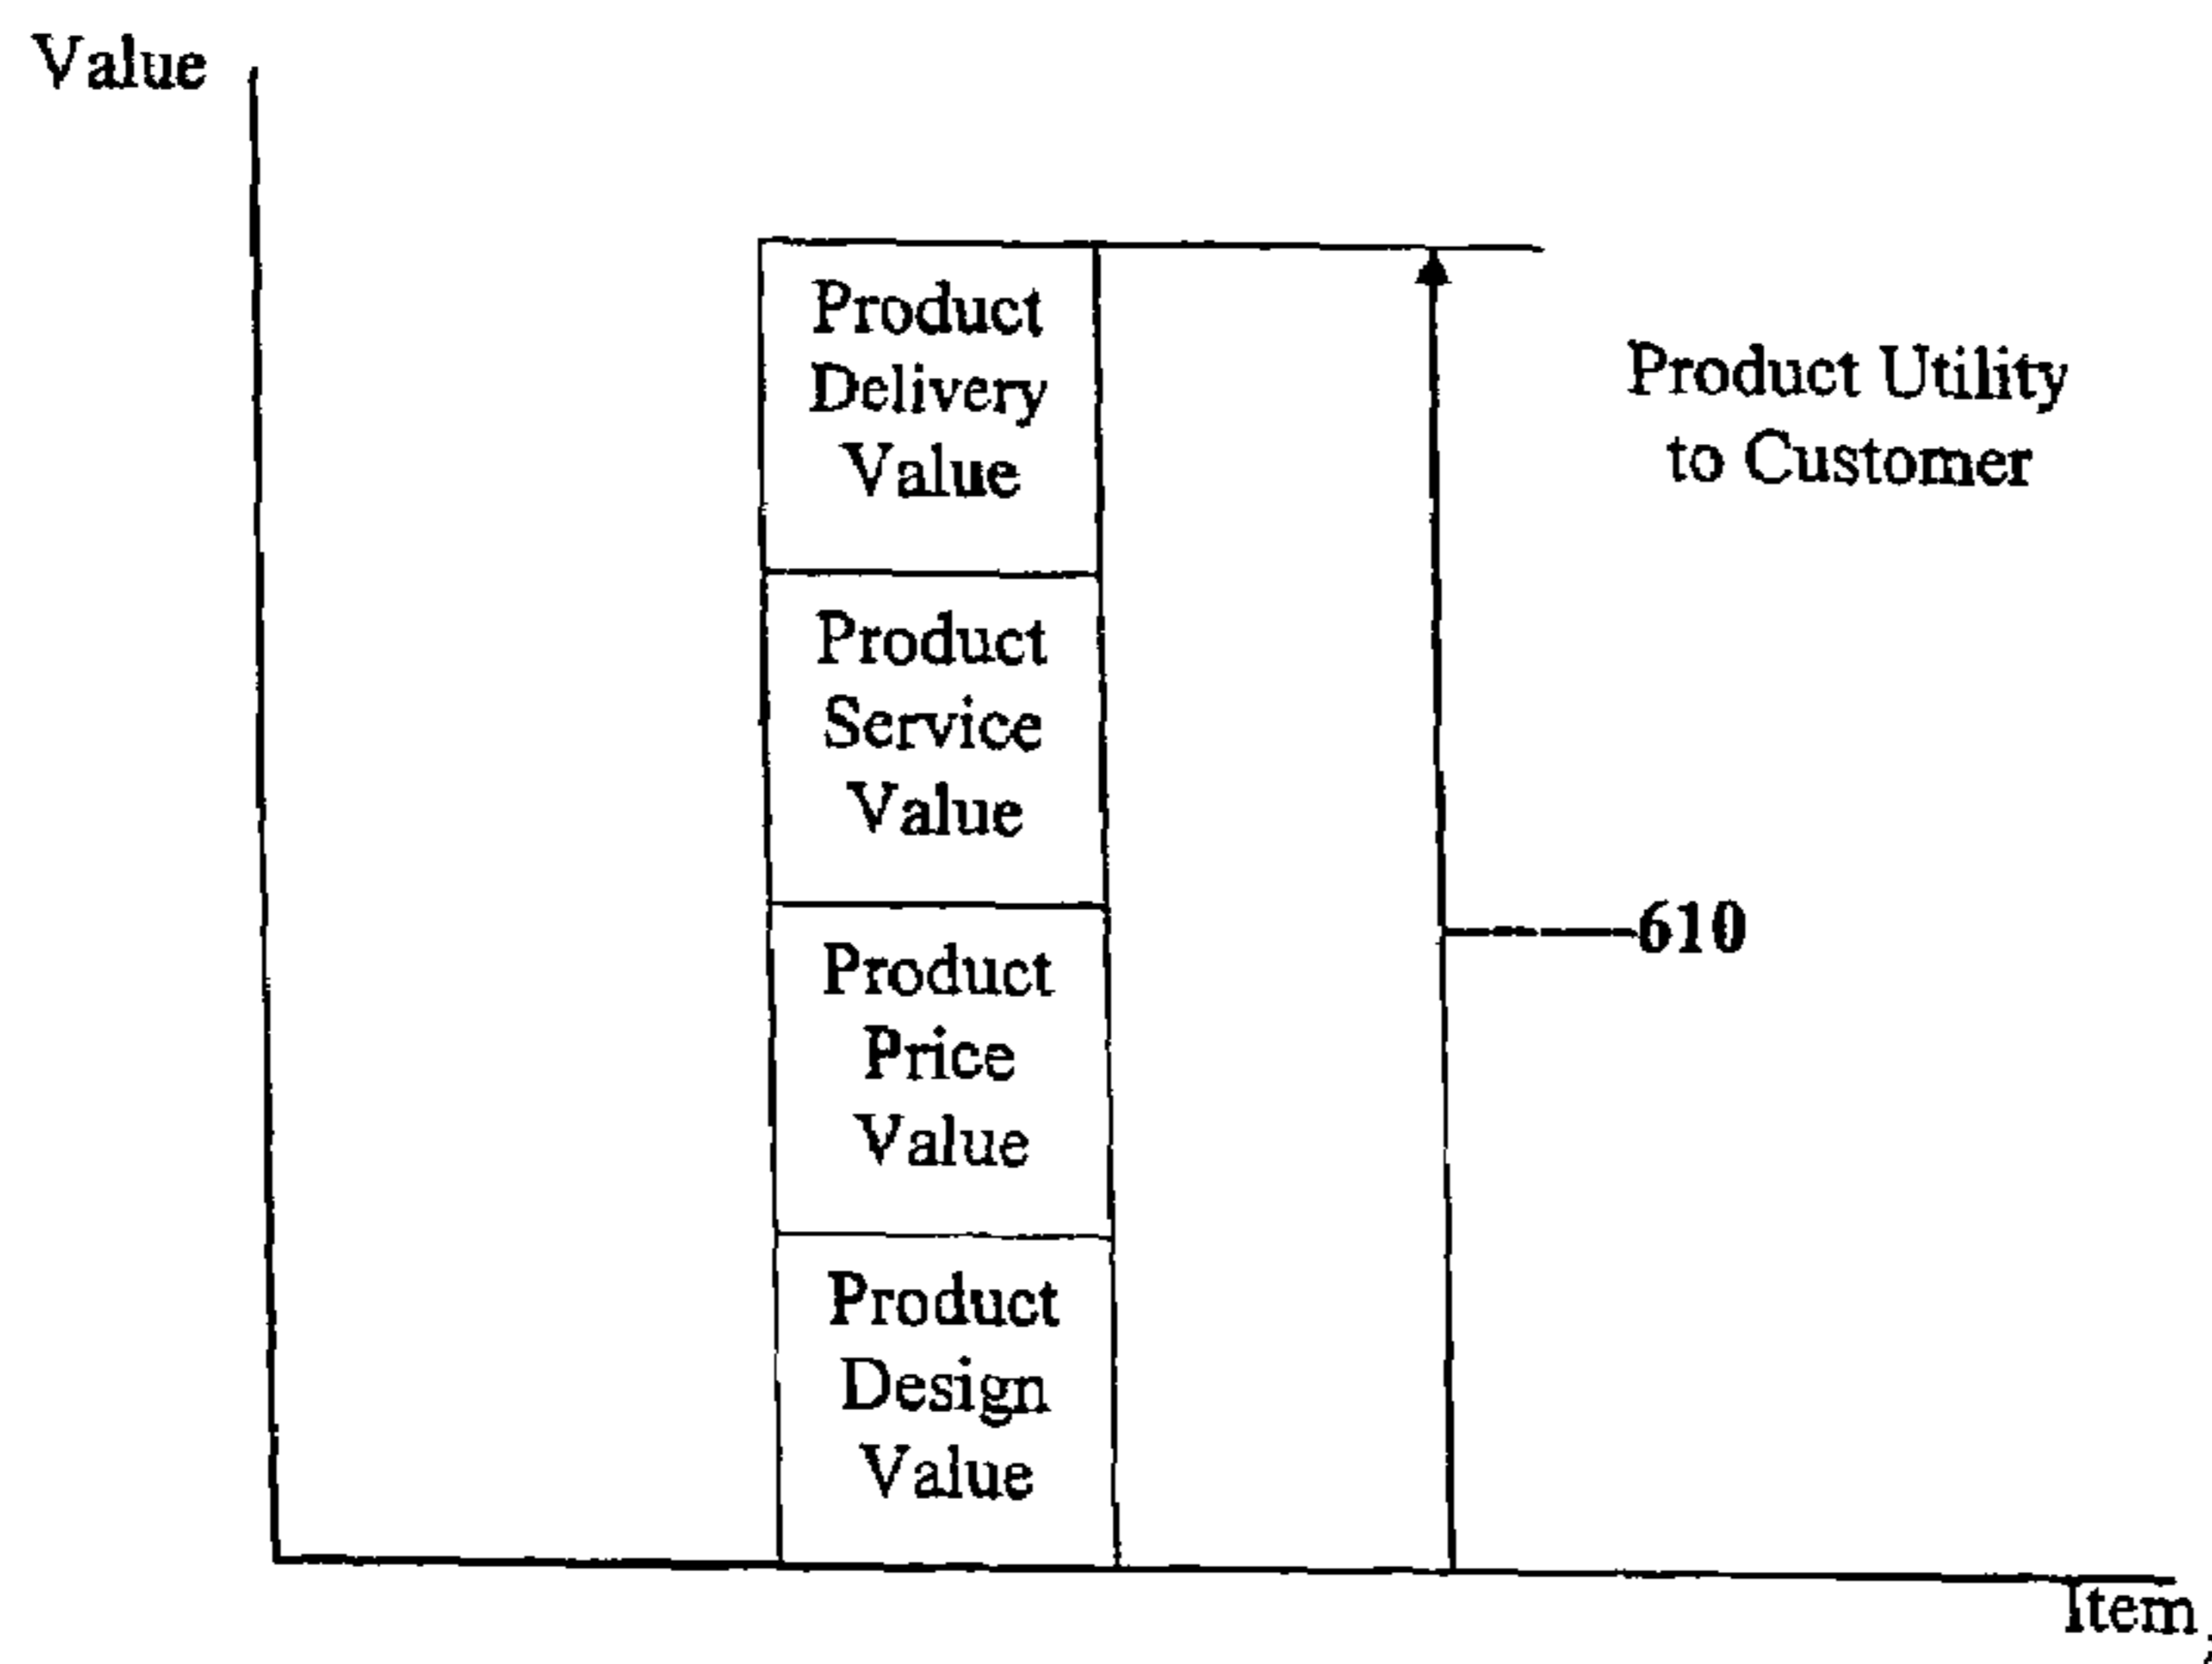 Value
Product
Delivery
Value
Product Utility
to Customer
Product
Service
Value
610
Product
Price
Value
Product
Design
Value
Item